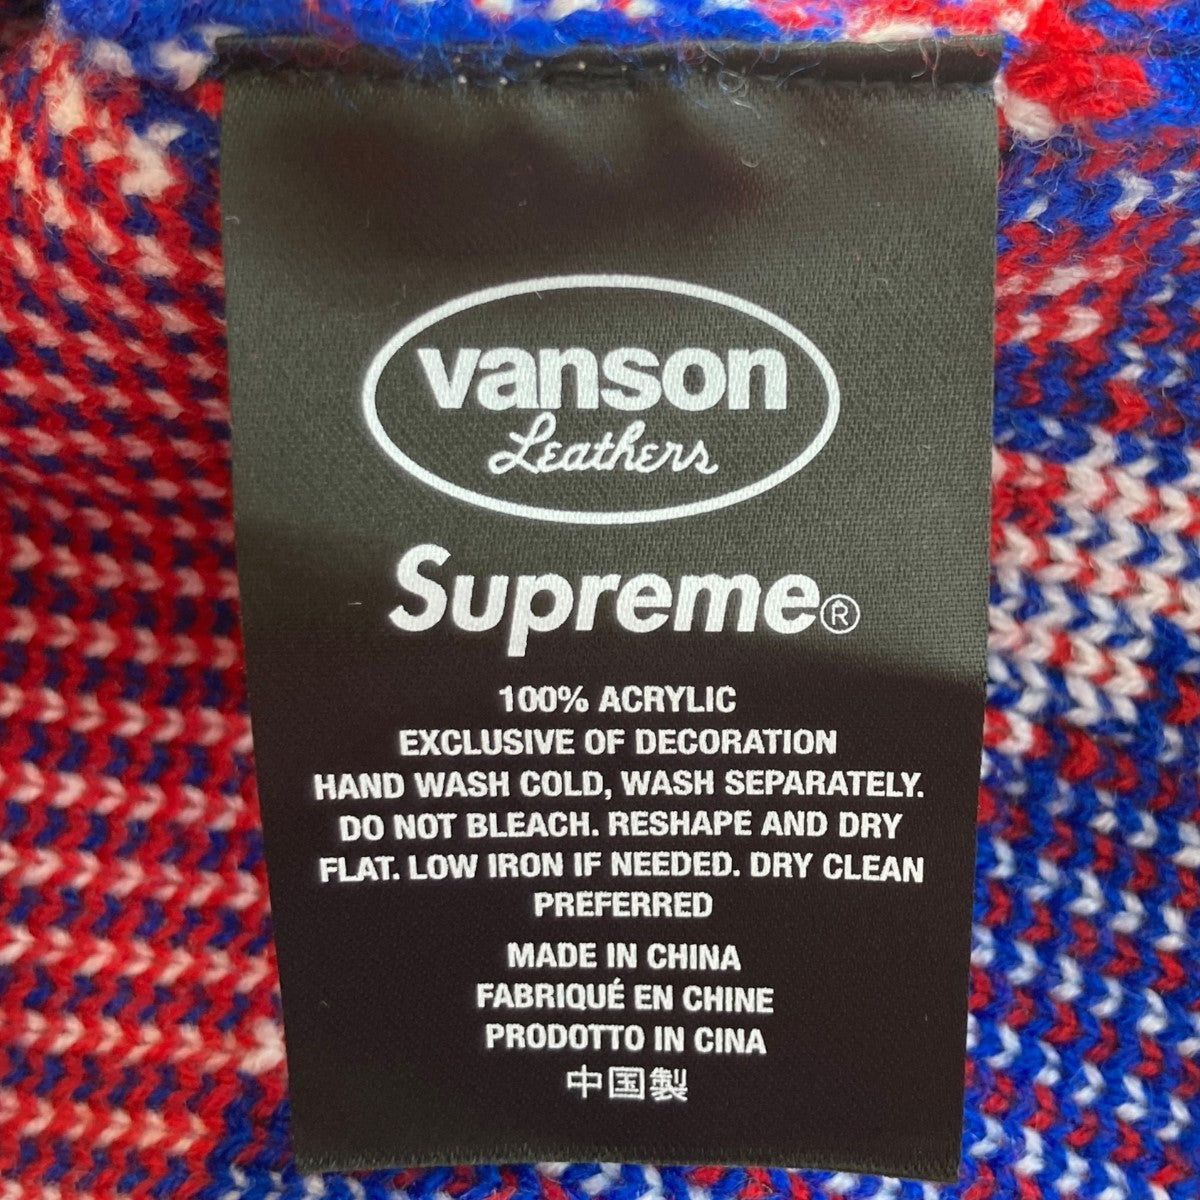 vanson
Leathers
Supreme®
100% ACRYLIC
EXCLUSIVE OF DECORATION
HAND WASH COLD, WASH SEPARATELY.
DO NOT BLEACH. RESHAPE AND DRY
FLAT. LOW IRON IF NEEDED. DRY CLEAN
PREFERRED
MADE IN CHINA
FABRIQUÉ EN CHINE
PRODOTTO IN CINA
中国製